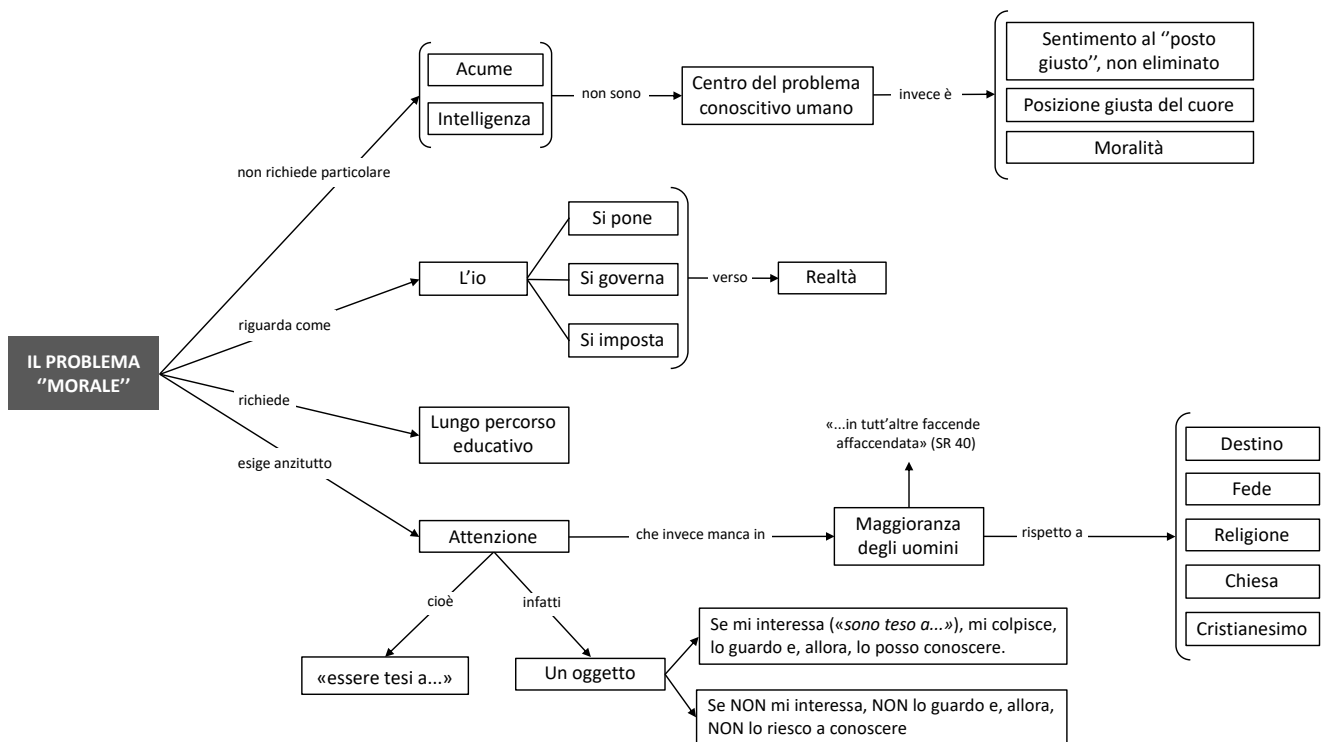 IL PROBLEMA
‘‘MORALE’’
non richiede particolare
Acume
Intelligenza
non sono
Centro del problema
conoscitivo umano
invece è
Sentimento al ‘‘posto
giusto’’, non eliminato
Posizione giusta del cuore
Moralità
riguarda come
L’io
Si pone
Si governa
Si imposta
verso
Realtà
richiede
Lungo percorso
educativo
esige anzitutto
Attenzione
che invece manca in
Maggioranza
degli uomini
«...in tutt’altre faccende
affaccendata» (SR 40)
rispetto a
Destino
Fede
Religione
Chiesa
Cristianesimo
cioè
«essere tesi a...»
infatti
Un oggetto
Se mi interessa («sono teso a...»), mi colpisce,
lo guardo e, allora, lo posso conoscere.
Se NON mi interessa, NON lo guardo e, allora,
NON lo riesco a conoscere